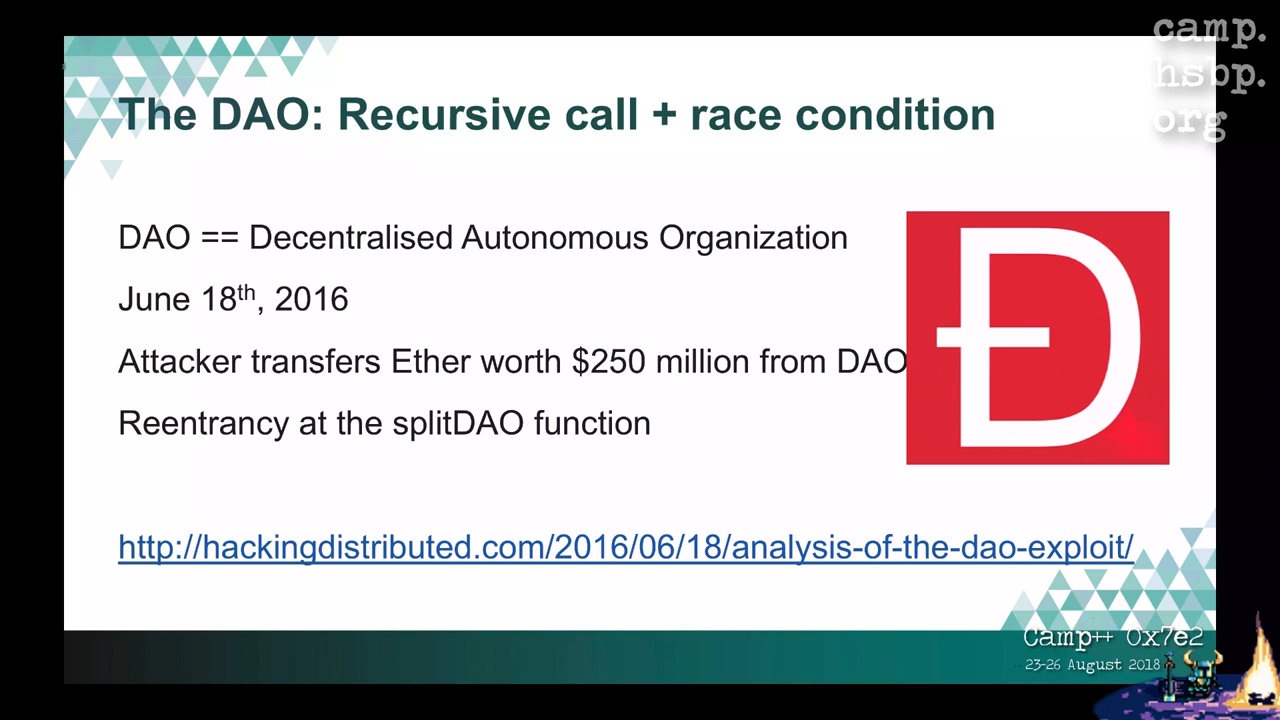 camp.
hsbp.
org
The DAO: Recursive call + race condition
DAO == Decentralised Autonomous Organization
June 18th, 2016
Attacker transfers Ether worth $250 million from DAO
Reentrancy at the splitDAO function
http://hackingdistributed.com/2016/06/18/analysis-of-the-dao-exploit/
Camp++ 0x7e2
23-26 August 2018